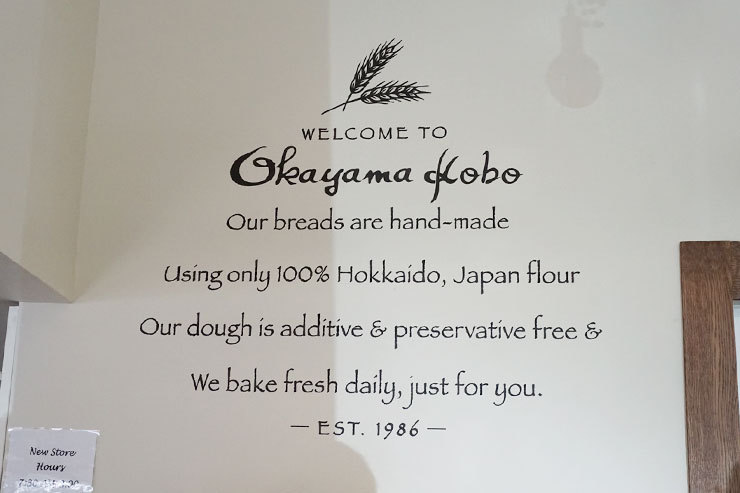 WELCOME TO
Okayama Kobo
Our breads are hand-made
Using only 100% Hokkaido, Japan flour
Our dough is additive & preservative free &
We bake fresh daily, just for you.
— EST. 1986 —
New Store
Hours